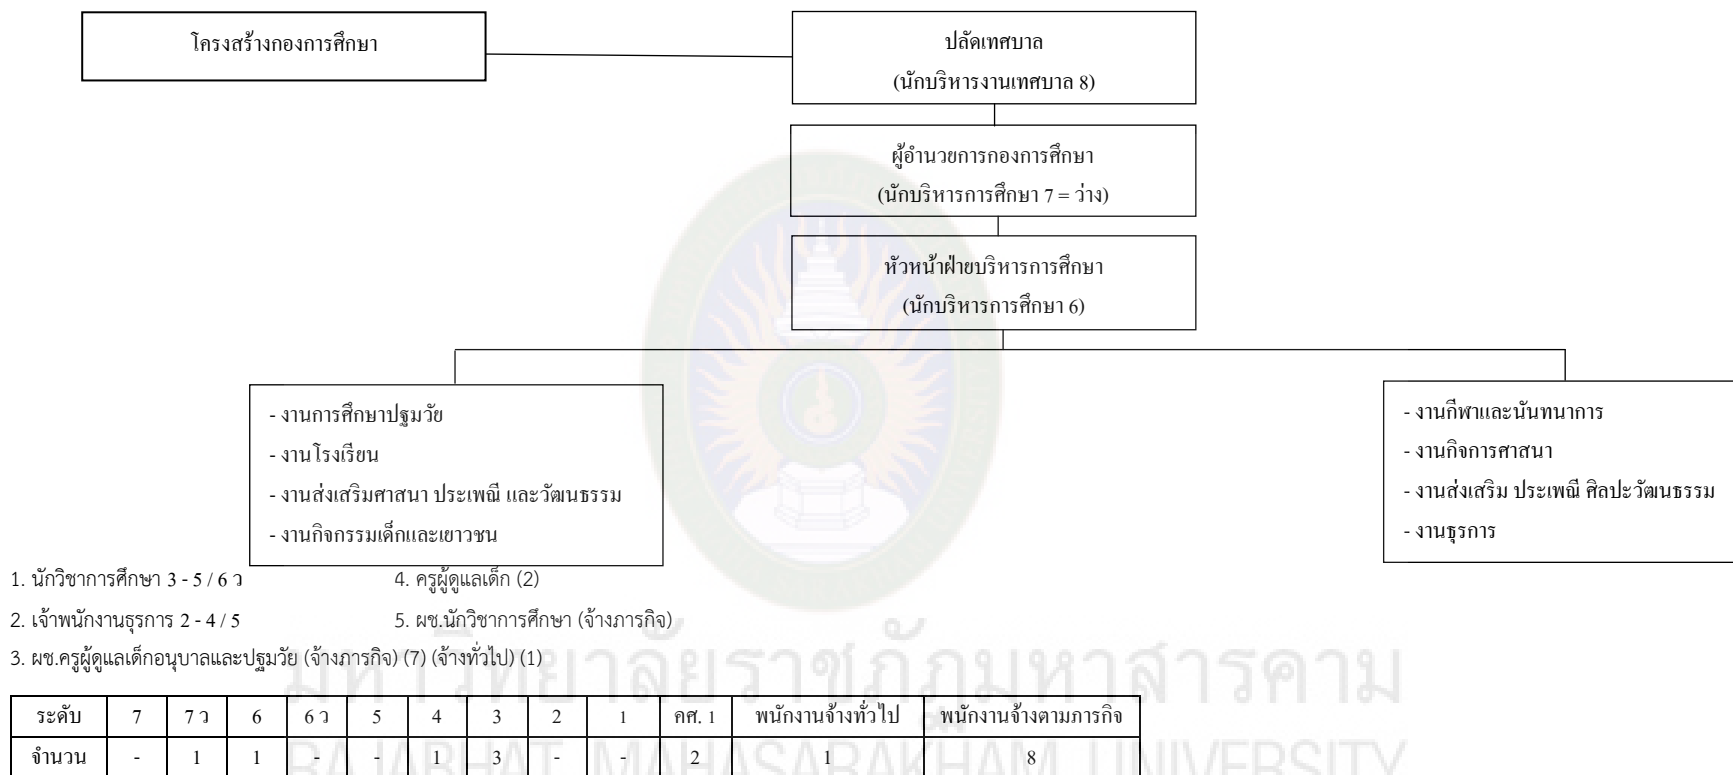 โครงสร้างกองการศึกษา
ปลัดเทศบาล
(นักบริหารงานเทศบาล 8)
ผู้อำนวยการกองการศึกษา
(นักบริหารการศึกษา 7 = ว่าง)
หัวหน้าฝ่ายบริหารการศึกษา
(นักบริหารการศึกษา 6)
- งานการศึกษาปฐมวัย
- งานโรงเรียน
- งานส่งเสริมศาสนา ประเพณี และวัฒนธรรม
- งานกิจกรรมเด็กและเยาวชน
- งานกีฬาและนันทนาการ
- งานกิจการศาสนา
- งานส่งเสริม ประเพณี ศิลปะวัฒนธรรม
- งานธุรการ
1. นักวิชาการศึกษา 3 - 5 / 6 ว 4. ครูผู้ดูแลเด็ก (2)
2. เจ้าพนักงานธุรการ 2 - 4 / 5 5. ผช.นักวิชาการศึกษา (จ้างภารกิจ)
3. ผช.ครูผู้ดูแลเด็กอนุบาลและปฐมวัย (จ้างภารกิจ) (7) (จ้างทั่วไป) (1)
มหาวิทยาลัยราชภัฏมหาสารคาม
ระดับ 7 7 ว 6 6 ว 5 4 3 2 1 คศ. 1 พนักงานจ้างทั่วไป พนักงานจ้างตามภารกิจ
จำนวน - 1 1 - - 1 3 - - 2 1 8
RAJABHAT MAHASARAKHAM UNIVERSITY